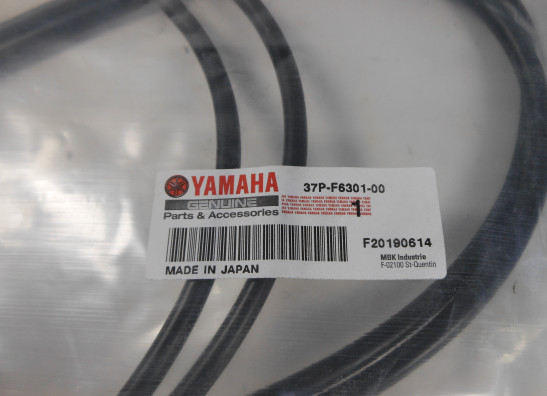 YAMAHA 37P-F6301-00
GENUINE
Parts & Accessories 1
F20190614
MADE IN JAPAN
MBK Industrie
F-02100 St-Quentin